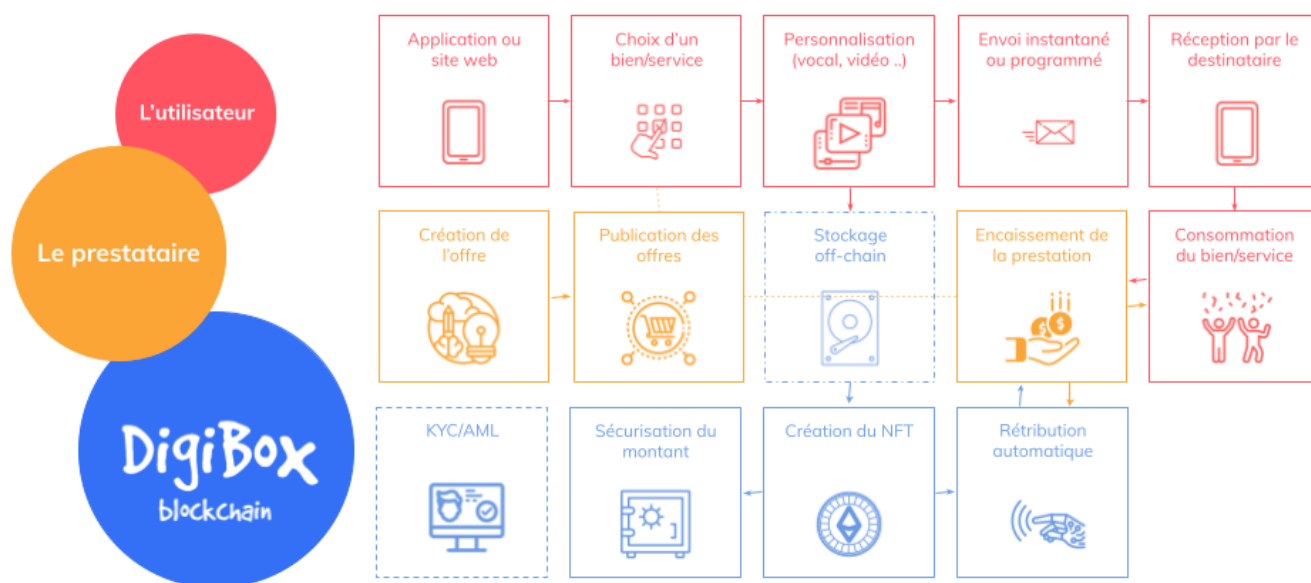 L'utilisateur
Le prestataire
DigiBox
blockchain
Application ou
site web
Choix d'un
bien/service
Personnalisation
(vocal, vidéo ..)
Envoi instantané
ou programmé
Réception par le
destinataire
Création de
l'offre
Publication des
offres
Stockage
off-chain
Encaissement de
la prestation
Consommation
du bien/service
KYC/AML
Sécurisation du
montant
Création du NFT
Rétribution
automatique